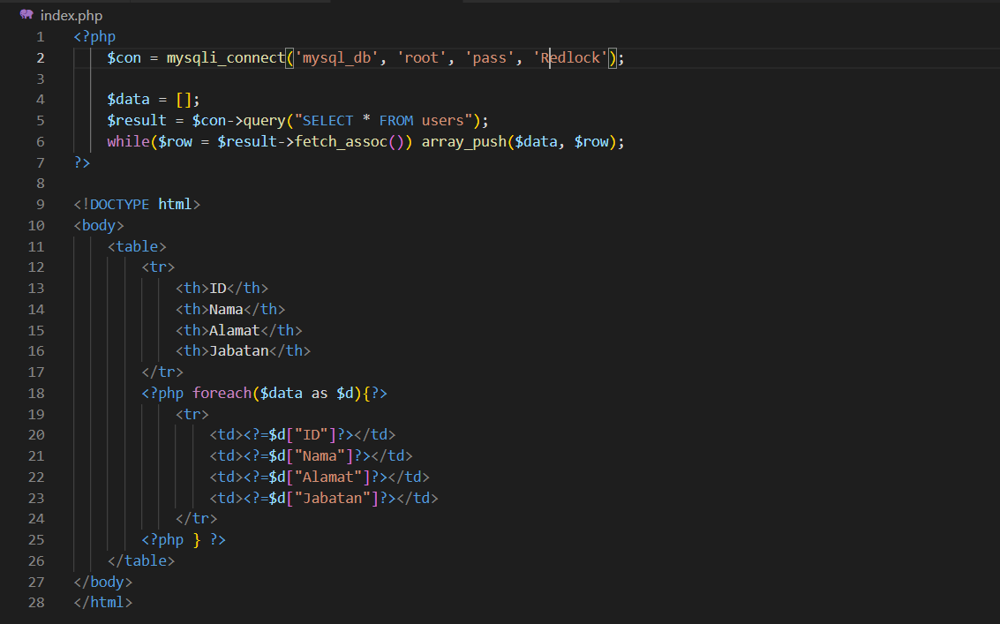 index.php
1 <?php
2     $con = mysqli_connect('mysql_db', 'root', 'pass', 'Redlock');
3
4     $data = [];
5     $result = $con->query("SELECT * FROM users");
6     while($row = $result->fetch_assoc()) array_push($data, $row);
7 ?>
8
9 <!DOCTYPE html>
10 <body>
11     <table>
12         <tr>
13             <th>ID</th>
14             <th>Nama</th>
15             <th>Alamat</th>
16             <th>Jabatan</th>
17         </tr>
18         <?php foreach($data as $d){?>
19             <tr>
20                 <td><?=$d["ID"]?></td>
21                 <td><?=$d["Nama"]?></td>
22                 <td><?=$d["Alamat"]?></td>
23                 <td><?=$d["Jabatan"]?></td>
24             </tr>
25         <?php } ?>
26     </table>
27 </body>
28 </html>